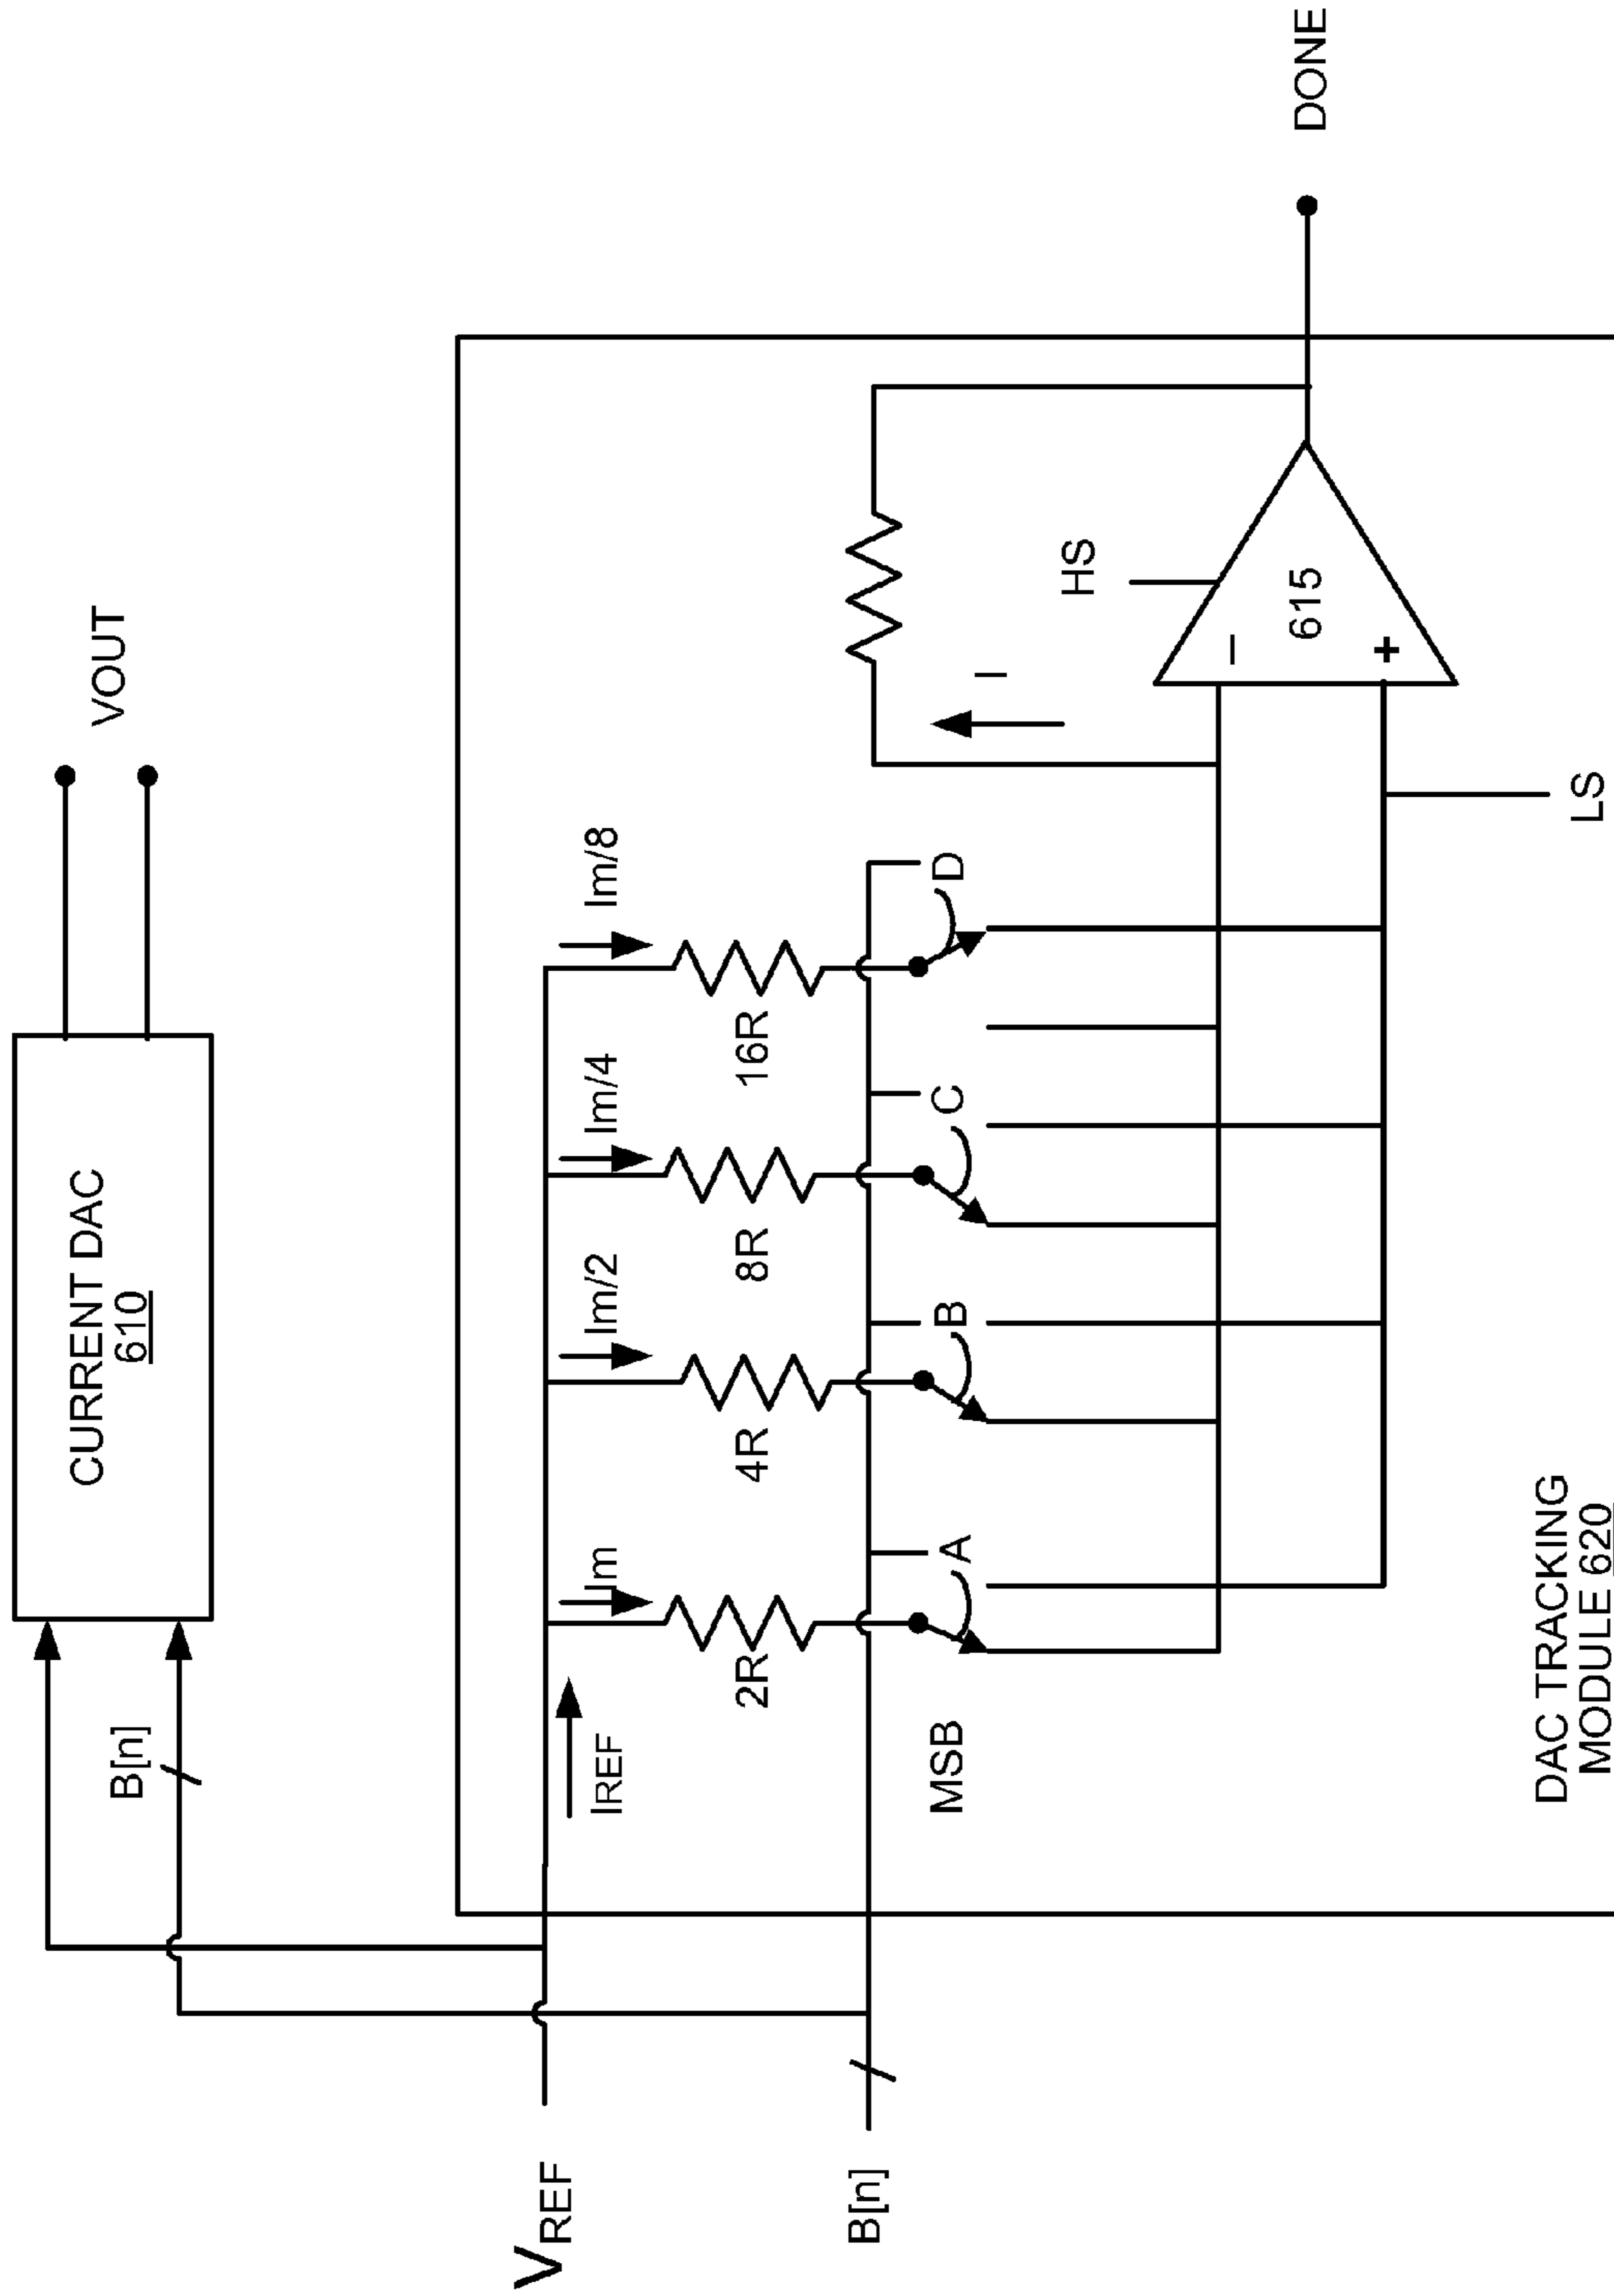 CURRENT DAC
610
VOUT
B[n]
VREF
IREF
Im
Im/2
Im/4
Im/8
2R
4R
8R
16R
B[n]
MSB
A
B
C
D
I
HS
–
615
+
LS
DONE
DAC TRACKING
MODULE 620